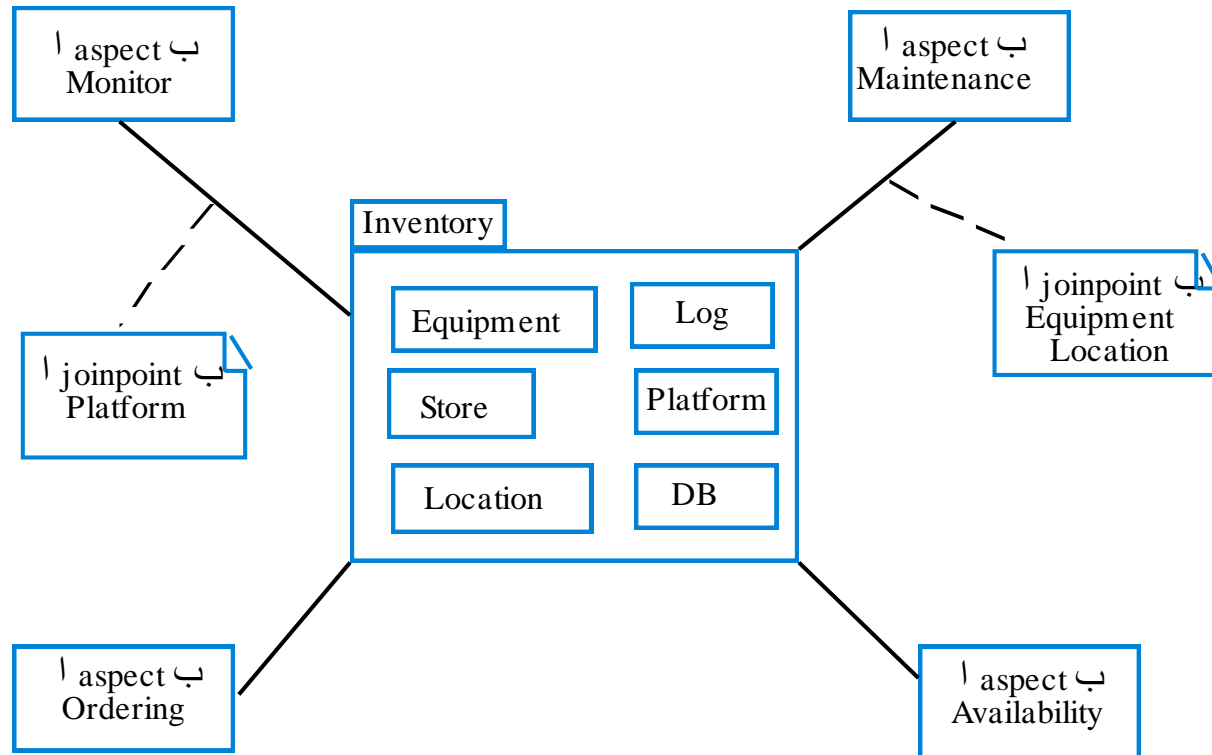 ا aspect ب
Monitor
ا aspect ب
Maintenance
Inventory
Equipment
Log
Store
Platform
Location
DB
ا joinpoint ب
Platform
ا joinpoint ب
Equipment
Location
ا aspect ب
Ordering
ا aspect ب
Availability